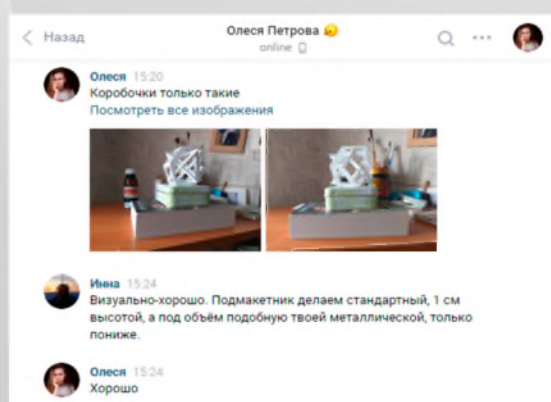 Назад
Олеся Петрова
online
Олеся 15:20
Коробочки только такие
Посмотреть все изображения
Инна 15:24
Визуально-хорошо. Подмакетник делаем стандартный, 1 см
высотой, а под объём подобную твоей металлической, только
пониже.
Олеся 15:24
Хорошо